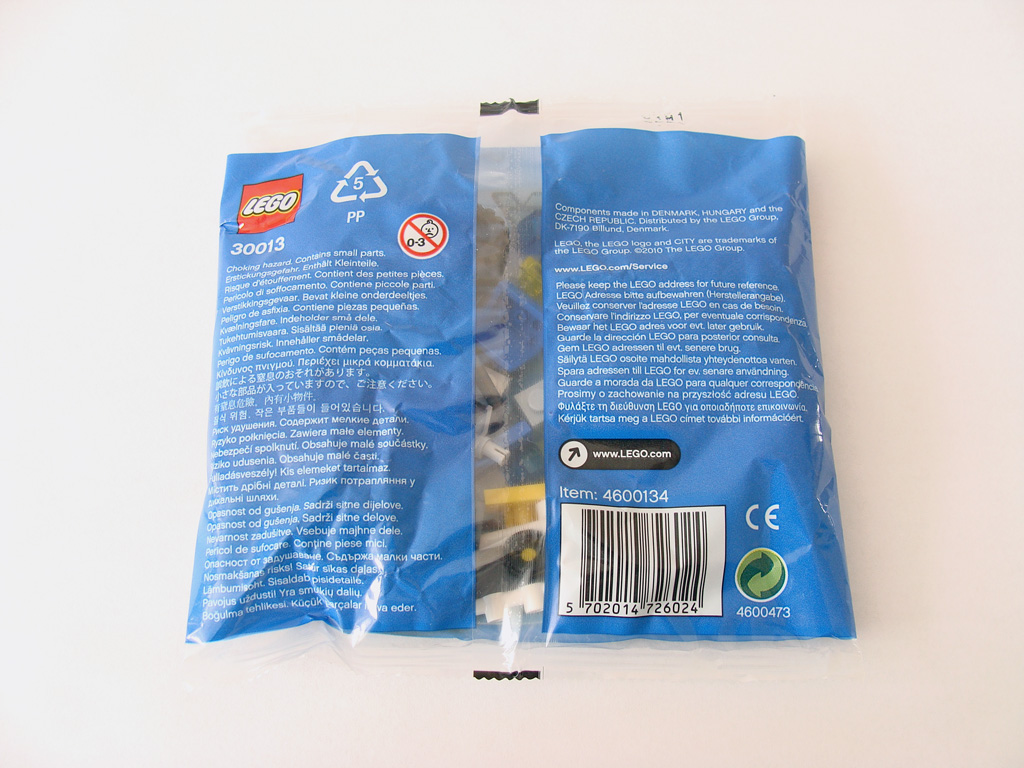 LEGO
5
PP
0-3
30013
Choking hazard. Contains small parts.
Erstickungsgefahr. Enthält Kleinteile.
Risque d'étouffement. Contient des petites pièces.
Pericolo di soffocamento. Contiene piccole parti.
Verstikkingsgevaar. Bevat kleine onderdeeltjes.
Peligro de asfixia. Contiene piezas pequeñas.
Kvælningsfare. Indeholder små dele.
Tukehtumisvaara. Sisältää pieniä osia.
Kvävningsrisk. Innehåller smådelar.
Perigo de sufocamento. Contém peças pequenas.
Κίνδυνος πνιγμού. Περιέχει μικρά κομματάκια.
飲による窒息のおそれがあります。
小さな部品が入っていますので、ご注意ください。
窒息危險, 內有小物件.
질식 위험. 작은 부품들이 들어있습니다.
Риск удушения. Содержит мелкие детали.
Ryzyko połknięcia. Zawiera małe elementy.
Nebezpečí spolknutí. Obsahuje malé součástky.
Riziko udusenia. Obsahuje malé časti.
Fulladásveszély! Kis elemeket tartalmaz.
Містить дрібні деталі. Ризик потрапляння у
дихальні шляхи.
Opasnost od gušenja. Sadrži sitne dijelove.
Opasnost od gušenja. Sadrži sitne delove.
Nevarnost zadušitve. Vsebuje majhne dele.
Pericol de sufocare. Conţine piese mici.
Опасност от задушаване. Съдържа малки части.
Nosmakšanas risks! Satur sīkas daļas.
Lämbumisoht. Sisaldab pisidetaile.
Pavojus uždusti! Yra smulkių dalių.
Boğulma tehlikesi. Küçük parçalar ihtiva eder.
Components made in DENMARK, HUNGARY and the
CZECH REPUBLIC. Distributed by the LEGO Group,
DK-7190 Billund, Denmark.
LEGO, the LEGO logo and CITY are trademarks of
the LEGO Group. ©2010 The LEGO Group.
www.LEGO.com/Service
Please keep the LEGO address for future reference.
LEGO Adresse bitte aufbewahren (Herstellerangabe).
Veuillez conserver l'adresse LEGO en cas de besoin.
Conservare l'indirizzo LEGO, per eventuale corrispondenza.
Bewaar het LEGO adres voor evt. later gebruik.
Guarde la dirección LEGO para posterior consulta.
Gem LEGO adressen til evt. senere brug.
Säilytä LEGO osoite mahdollista yhteydenottoa varten.
Spara adressen till LEGO for ev. senare användning.
Guarde a morada da LEGO para qualquer correspondência.
Prosimy o zachowanie na przyszłość adresu LEGO.
Φυλάξτε τη διεύθυνση LEGO για οποιαδήποτε επικοινωνία.
Kérjük tartsa meg a LEGO címet további információért.
www.LEGO.com
Item: 4600134
CE
5 702014 726024
4600473